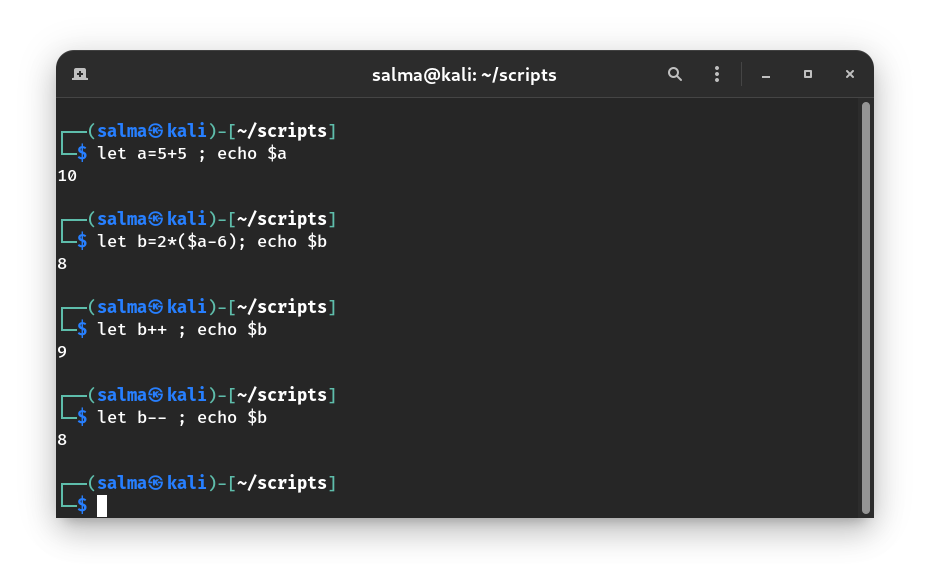 salma@kali: ~/scripts
┌──(salma㉿kali)-[~/scripts]
└─$ let a=5+5 ; echo $a
10
┌──(salma㉿kali)-[~/scripts]
└─$ let b=2*($a-6); echo $b
8
┌──(salma㉿kali)-[~/scripts]
└─$ let b++ ; echo $b
9
┌──(salma㉿kali)-[~/scripts]
└─$ let b-- ; echo $b
8
┌──(salma㉿kali)-[~/scripts]
└─$